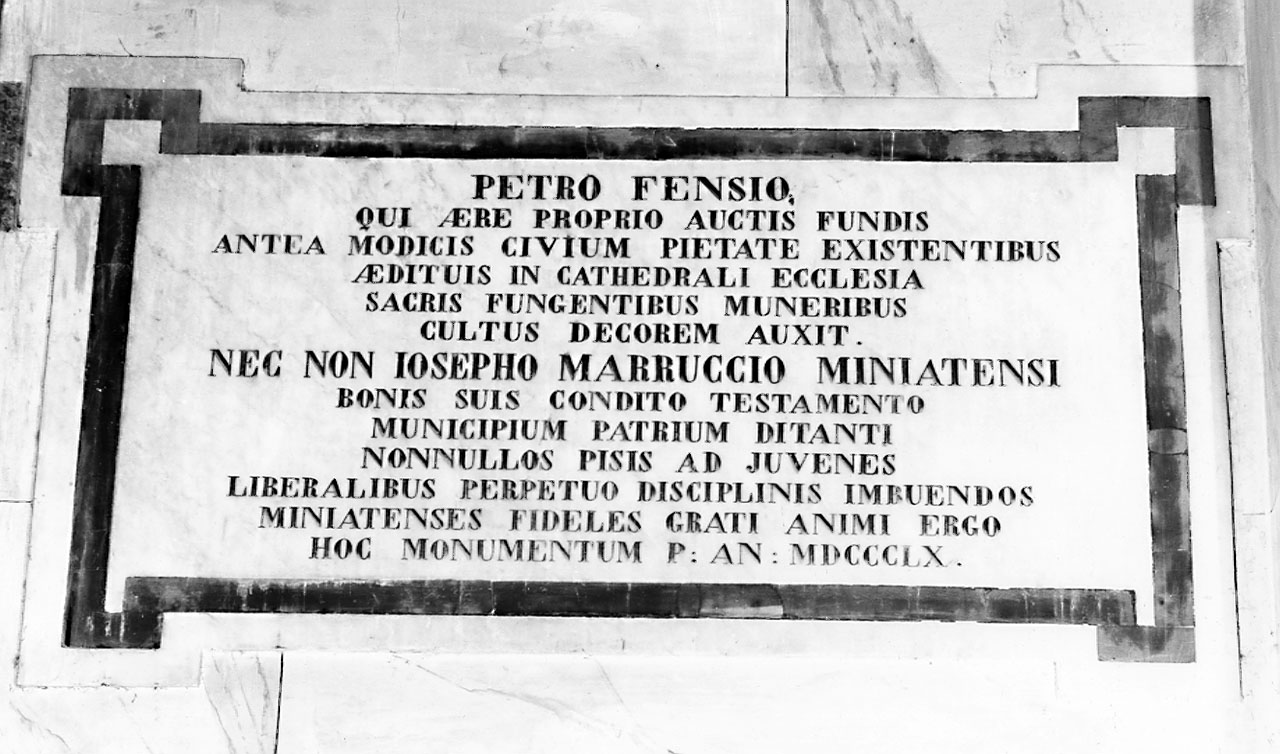 PETRO FENSIO,
QUI ÆRE PROPRIO AUCTIS FUNDIS
ANTEA MODICIS CIVIUM PIETATE EXISTENTIBUS
ÆDITUIS IN CATHEDRALI ECCLESIA
SACRIS FUNGENTIBUS MUNERIBUS
CULTUS DECOREM AUXIT.
NEC NON IOSEPHO MARRUCCIO MINIATENSI
BONIS SUIS CONDITO TESTAMENTO
MUNICIPIUM PATRIUM DITANTI
NONNULLOS PISIS AD JUVENES
LIBERALIBUS PERPETUO DISCIPLINIS IMBUENDOS
MINIATENSES FIDELES GRATI ANIMI ERGO
HOC MONUMENTUM P: AN: MDCCCLX.